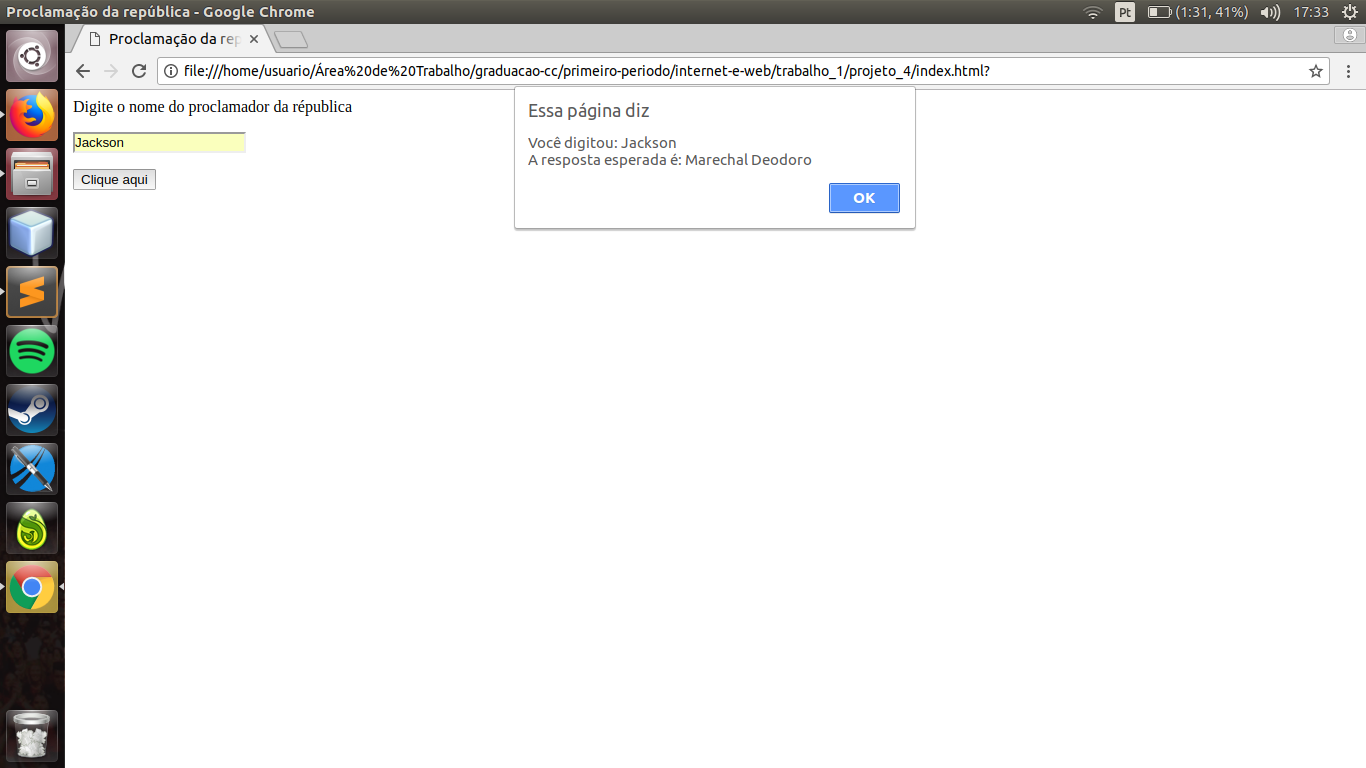 Proclamação da república - Google Chrome
Pt (1:31, 41%) 17:33
Proclamação da rep
file:///home/usuario/Área%20de%20Trabalho/graduacao-cc/primeiro-periodo/internet-e-web/trabalho_1/projeto_4/index.html?
Digite o nome do proclamador da républica
Jackson
Clique aqui
Essa página diz
Você digitou: Jackson
A resposta esperada é: Marechal Deodoro
OK